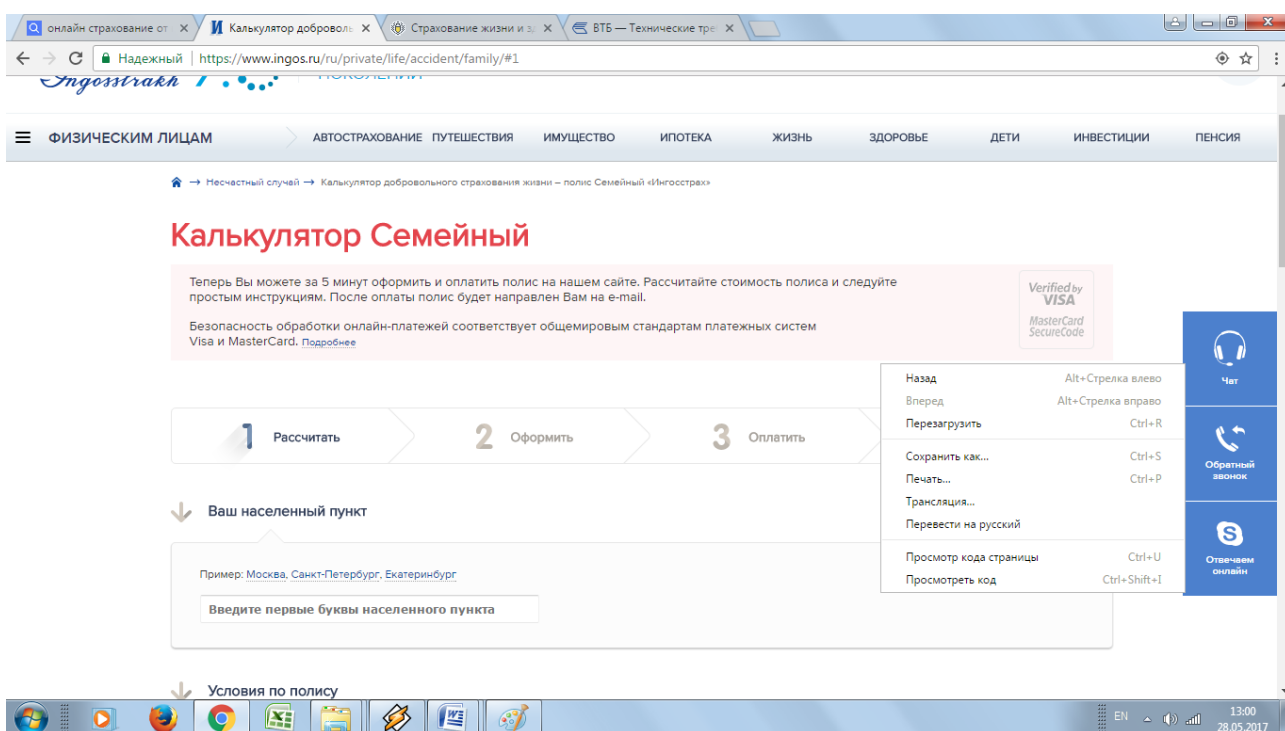 онлайн страхование от
Калькулятор доброволь
Страхование жизни и з
ВТБ — Технические тре
Надежный
https://www.ingos.ru/ru/private/life/accident/family/#1
Ingosstrakh
ФИЗИЧЕСКИМ ЛИЦАМ
АВТОСТРАХОВАНИЕ ПУТЕШЕСТВИЯ ИМУЩЕСТВО ИПОТЕКА ЖИЗНЬ ЗДОРОВЬЕ ДЕТИ ИНВЕСТИЦИИ ПЕНСИЯ
→ Несчастный случай → Калькулятор добровольного страхования жизни – полис Семейный «Ингосстрах»
Калькулятор Семейный
Теперь Вы можете за 5 минут оформить и оплатить полис на нашем сайте. Рассчитайте стоимость полиса и следуйте
простым инструкциям. После оплаты полис будет направлен Вам на e-mail.
Безопасность обработки онлайн-платежей соответствует общемировым стандартам платежных систем
Visa и MasterCard. Подробнее
Verified by
VISA
MasterCard
SecureCode
Чат
Обратный
звонок
Отвечаем
онлайн
1 Рассчитать
2 Оформить
3 Оплатить
Назад Alt+Стрелка влево
Вперед Alt+Стрелка вправо
Перезагрузить Ctrl+R
Сохранить как... Ctrl+S
Печать... Ctrl+P
Трансляция...
Перевести на русский
Просмотр кода страницы Ctrl+U
Просмотреть код Ctrl+Shift+I
Ваш населенный пункт
Пример: Москва, Санкт-Петербург, Екатеринбург
Введите первые буквы населенного пункта
Условия по полису
EN
13:00
28.05.2017